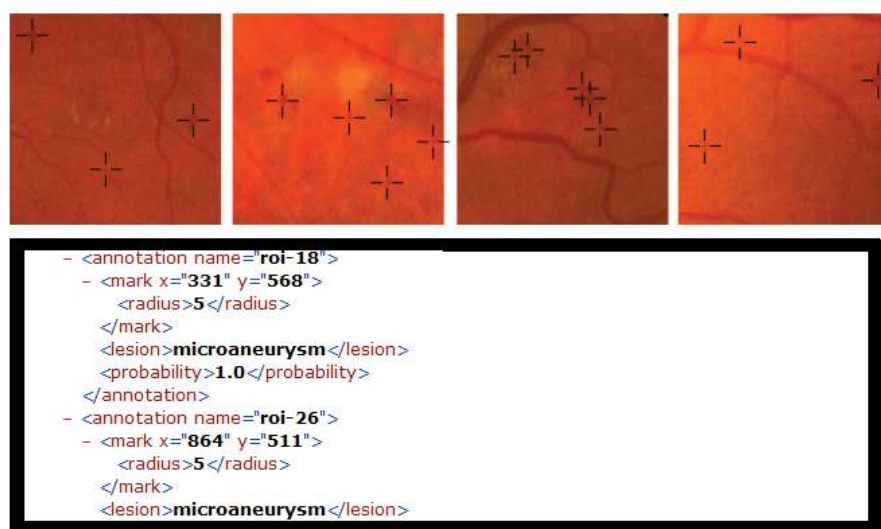 - <annotation name="roi-18">
- <mark x="331" y="568">
<radius>5</radius>
</mark>
<lesion>microaneurysm</lesion>
<probability>1.0</probability>
</annotation>
- <annotation name="roi-26">
- <mark x="864" y="511">
<radius>5</radius>
</mark>
<lesion>microaneurysm</lesion>